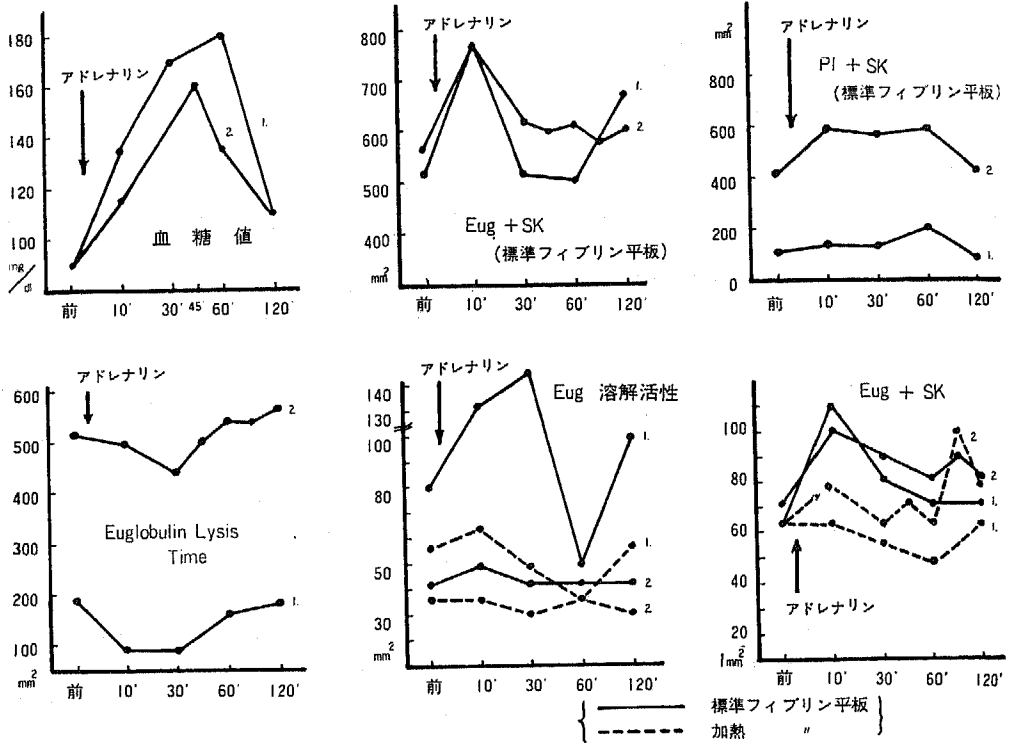 180
160
140
120
100
mg/dl
アドレナリン
1.
2.
血糖値
前 10' 30' 45' 60' 120'
800
700
600
500
400
mm²
アドレナリン
1.
2.
Eug + SK
(標準フィブリン平板)
前 10' 30' 60' 120'
mm²
800
600
400
200
0
アドレナリン
Pl + SK
(標準フィブリン平板)
2.
1.
前 10' 30' 60' 120'
600
500
400
300
200
100
mm²
アドレナリン
2.
Euglobulin Lysis
Time
1.
前 10' 30' 60' 120'
140
130
100
80
50
30
mm²
アドレナリン
Eug 溶解活性
1.
1.
2.
2.
前 10' 30' 60' 120'
100
80
60
40
20
1mm²
Eug + SK
2.
2
1.
1.
アドレナリン
前 10' 30' 60' 120'
標準フィブリン平板
加熱 〃